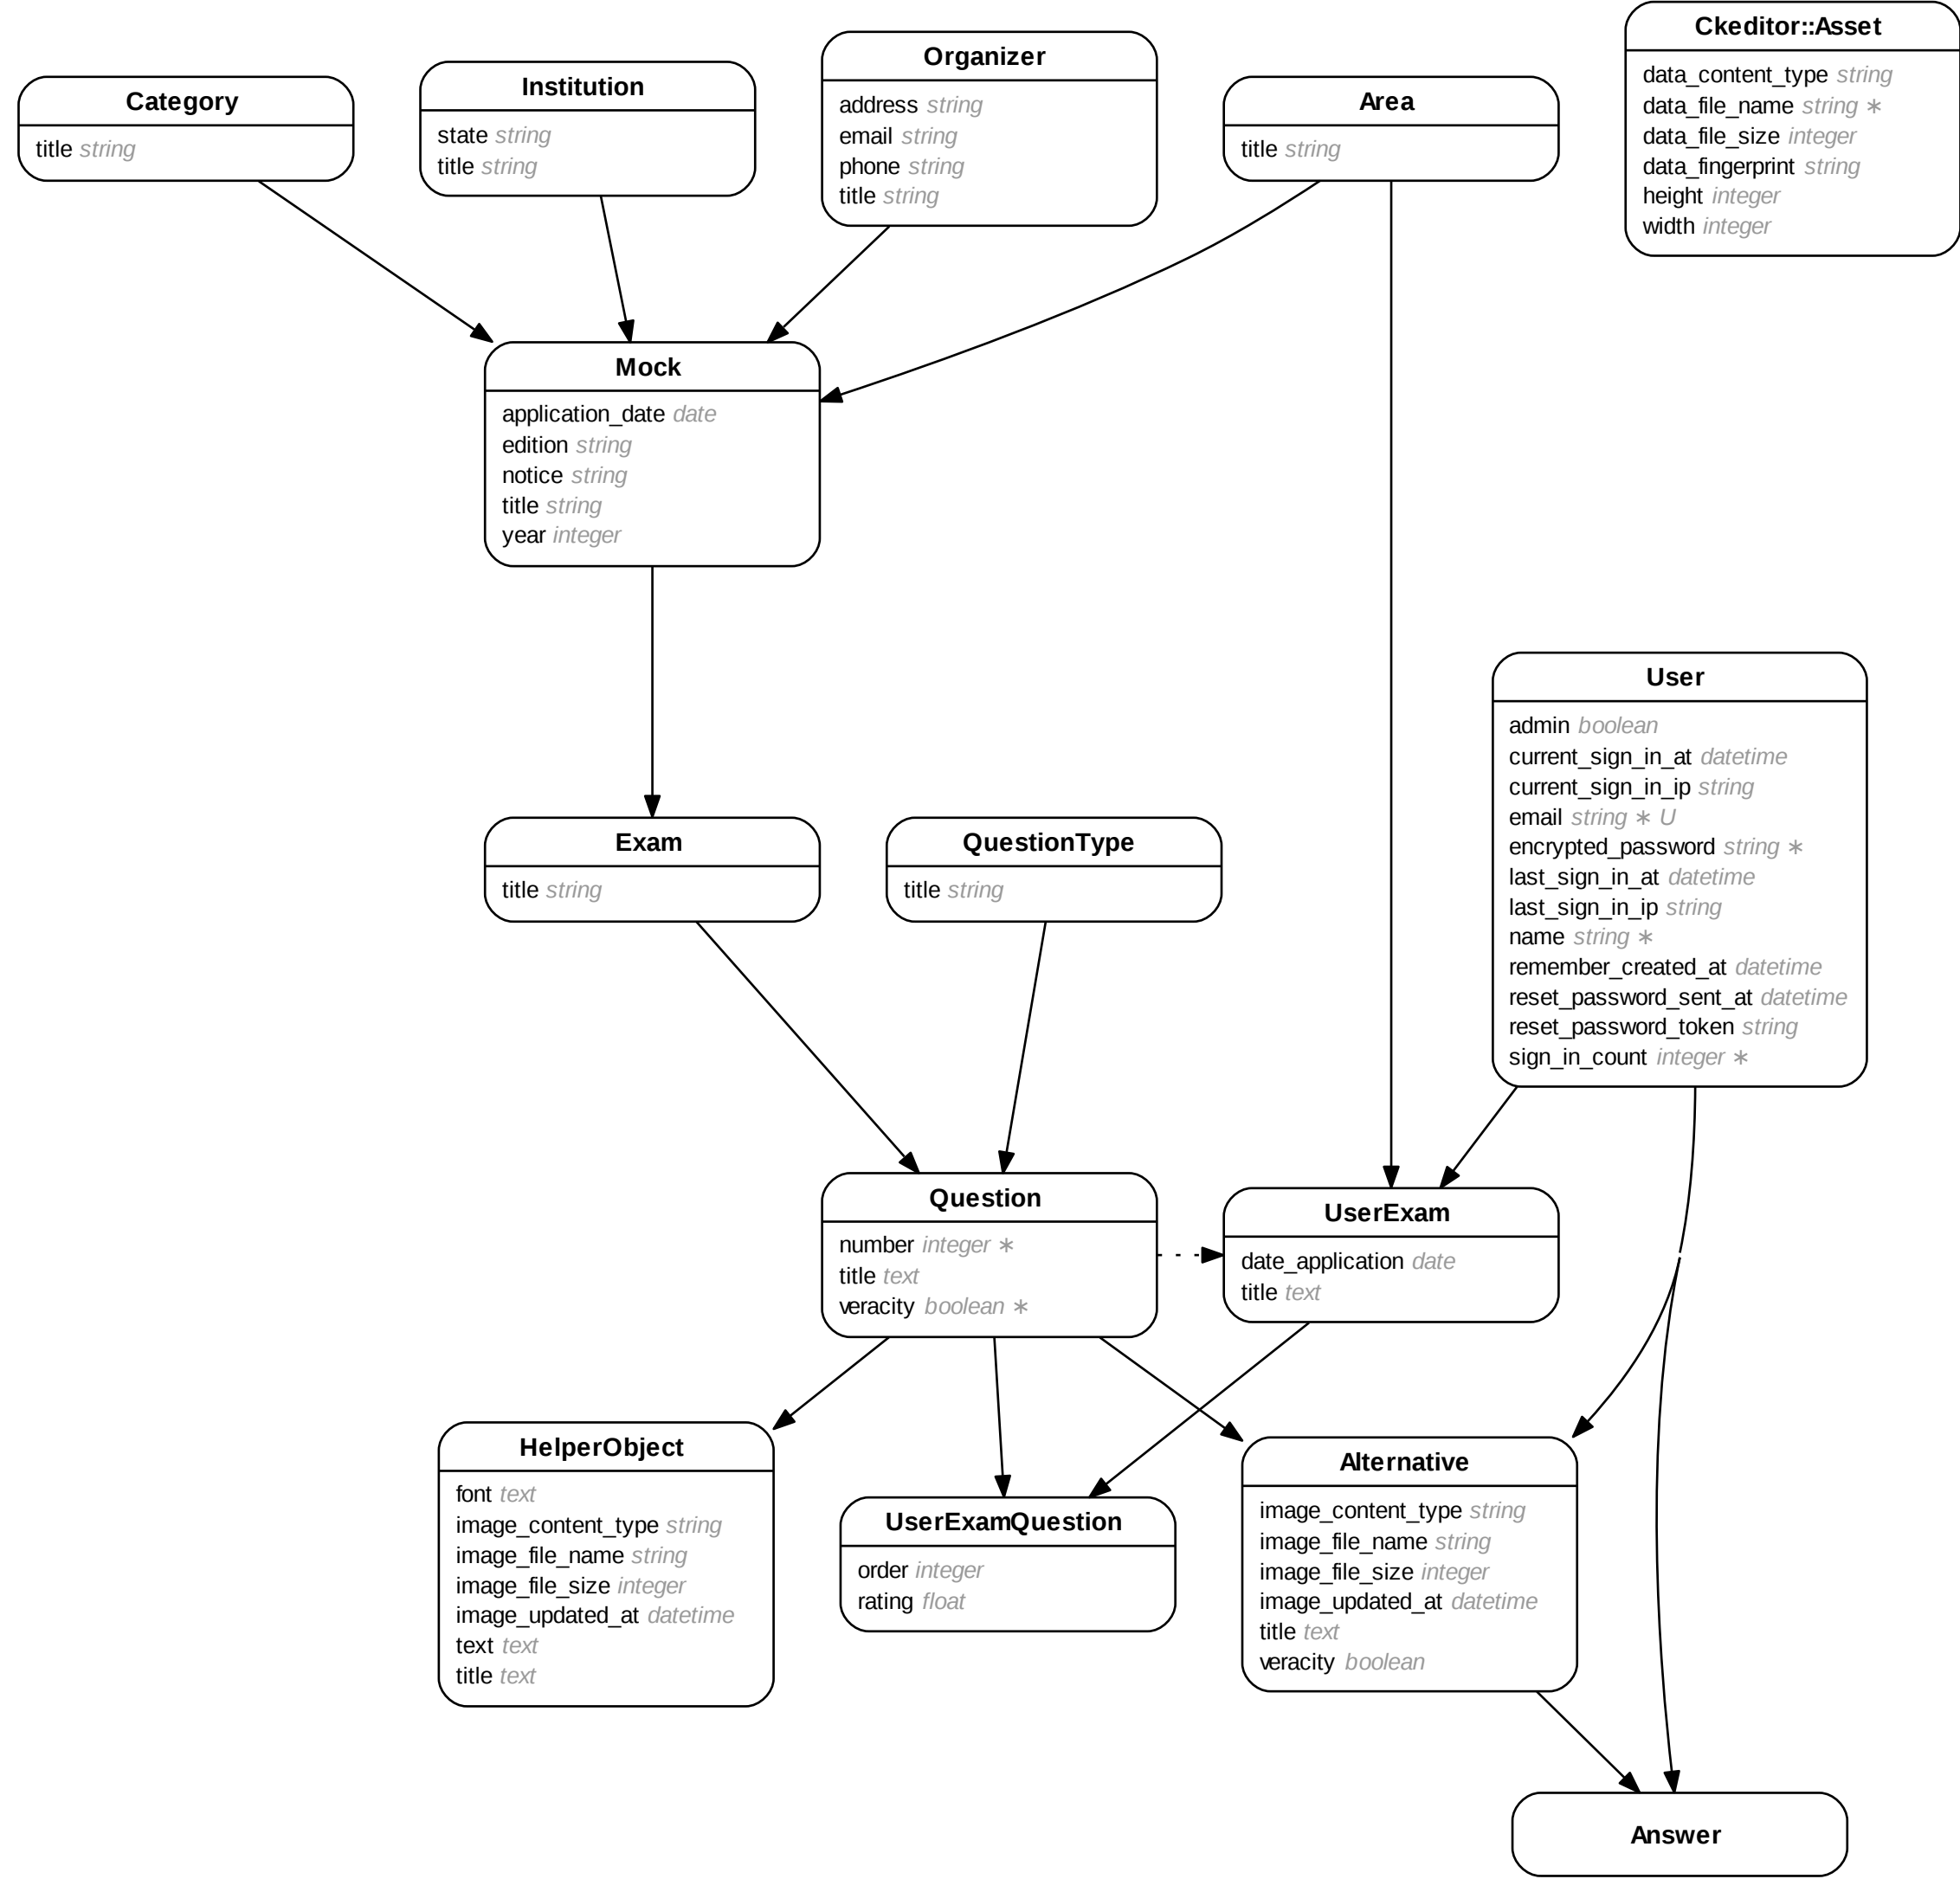 Category
title string
Institution
state string
title string
Organizer
address string
email string
phone string
title string
Area
title string
Ckeditor::Asset
data_content_type string
data_file_name string ∗
data_file_size integer
data_fingerprint string
height integer
width integer
Mock
application_date date
edition string
notice string
title string
year integer
User
admin boolean
current_sign_in_at datetime
current_sign_in_ip string
email string ∗ U
encrypted_password string ∗
last_sign_in_at datetime
last_sign_in_ip string
name string ∗
remember_created_at datetime
reset_password_sent_at datetime
reset_password_token string
sign_in_count integer ∗
Exam
title string
QuestionType
title string
Question
number integer ∗
title text
veracity boolean ∗
UserExam
date_application date
title text
HelperObject
font text
image_content_type string
image_file_name string
image_file_size integer
image_updated_at datetime
text text
title text
UserExamQuestion
order integer
rating float
Alternative
image_content_type string
image_file_name string
image_file_size integer
image_updated_at datetime
title text
veracity boolean
Answer